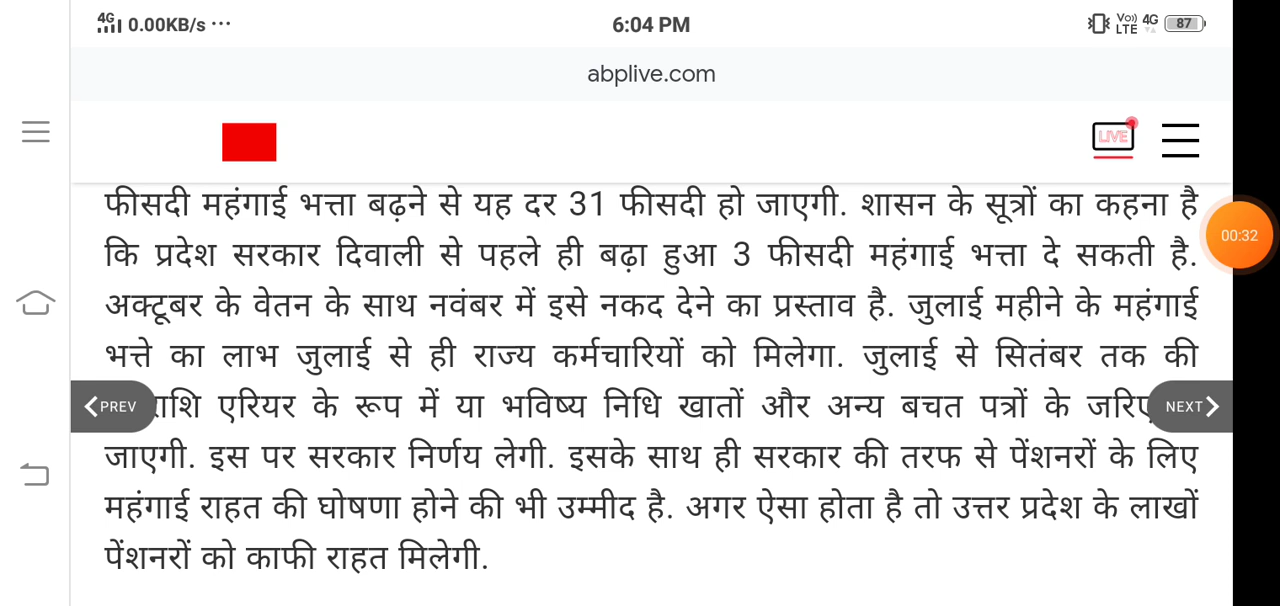 4G 0.00KB/s ... 6:04 PM Vo)) LTE 4G 87
abplive.com
LIVE
फीसदी महंगाई भत्ता बढ़ने से यह दर 31 फीसदी हो जाएगी. शासन के सूत्रों का कहना है
00:32
कि प्रदेश सरकार दिवाली से पहले ही बढ़ा हुआ 3 फीसदी महंगाई भत्ता दे सकती है.
अक्टूबर के वेतन के साथ नवंबर में इसे नकद देने का प्रस्ताव है. जुलाई महीने के महंगाई
भत्ते का लाभ जुलाई से ही राज्य कर्मचारियों को मिलेगा. जुलाई से सितंबर तक की
PREV एरियर के रूप में या भविष्य निधि खातों और अन्य बचत पत्रों के NEXT
जाएगी. इस पर सरकार निर्णय लेगी. इसके साथ ही सरकार की तरफ से पेंशनरों के लिए
महंगाई राहत की घोषणा होने की भी उम्मीद है. अगर ऐसा होता है तो उत्तर प्रदेश के लाखों
पेंशनरों को काफी राहत मिलेगी.